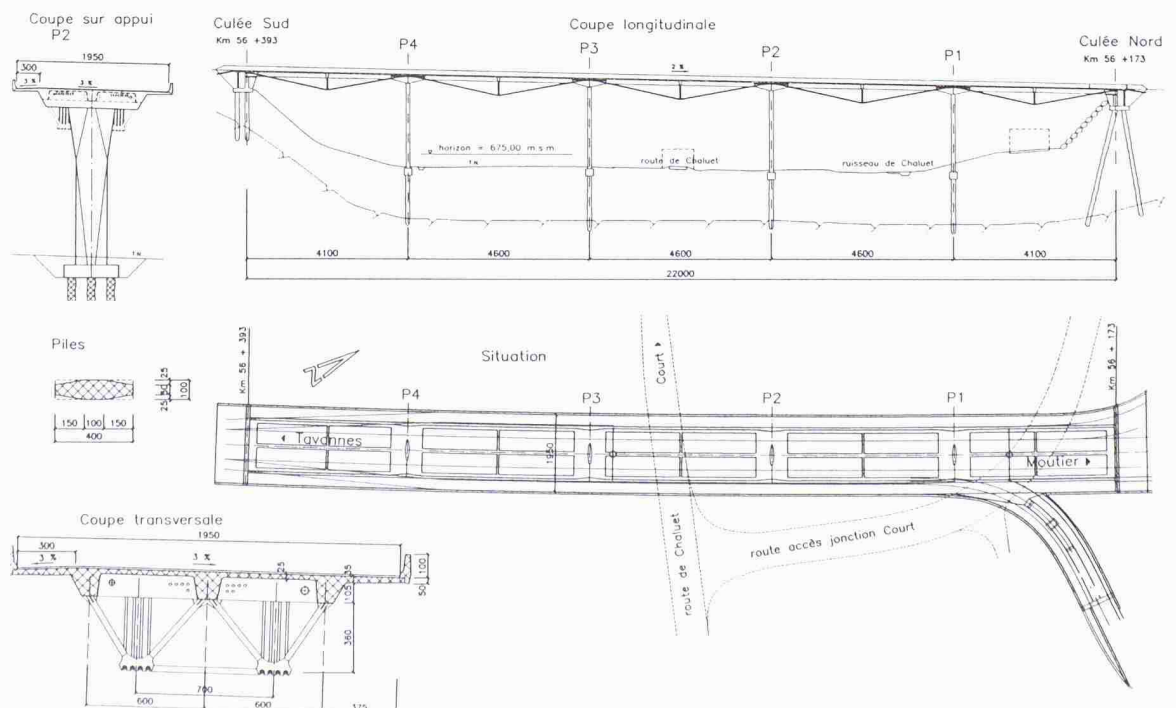 Coupe sur appui
P2
1950
300
3 %
3 %
T.N.
Culée Sud
Km 56 +393
Coupe longitudinale
P4
P3
P2
P1
Culée Nord
Km 56 +173
2 %
horizon = 675,00 m s.m.
T.N.
route de Chaluet
ruisseau de Chaluet
4100
4600
4600
4600
4100
22000
Piles
25
50
25
100
150
100
150
400
Situation
Km 56 + 393
Km 56 + 173
N
P4
P3
P2
P1
Court
Tavannes
1950
Moutier
route accès jonction Court
route de Chaluet
Coupe transversale
1950
300
3 %
3 %
25
35
105
100
50
360
700
600
600
375